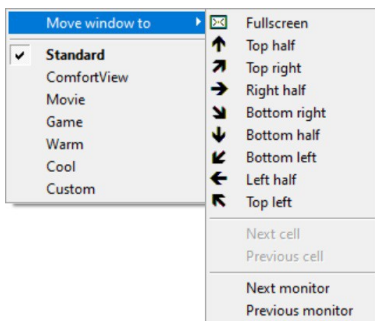 Move window to
Standard
ComfortView
Movie
Game
Warm
Cool
Custom
Fullscreen
Top half
Top right
Right half
Bottom right
Bottom half
Bottom left
Left half
Top left
Next cell
Previous cell
Next monitor
Previous monitor